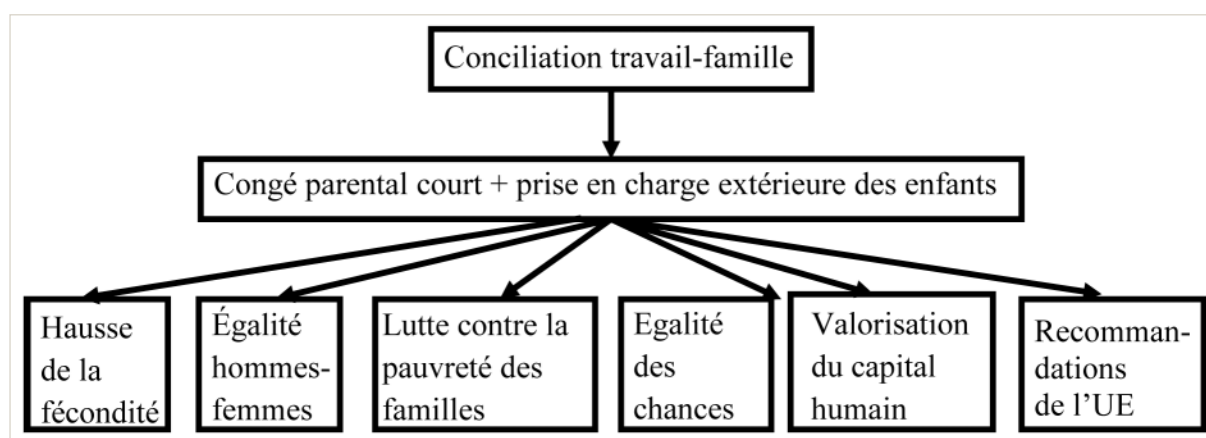 Conciliation travail-famille
Congé parental court + prise en charge extérieure des enfants
Hausse
de la
fécondité
Égalité
hommes-
femmes
Lutte contre la
pauvreté des
familles
Egalité
des
chances
Valorisation
du capital
humain
Recomman-
dations
de l’UE